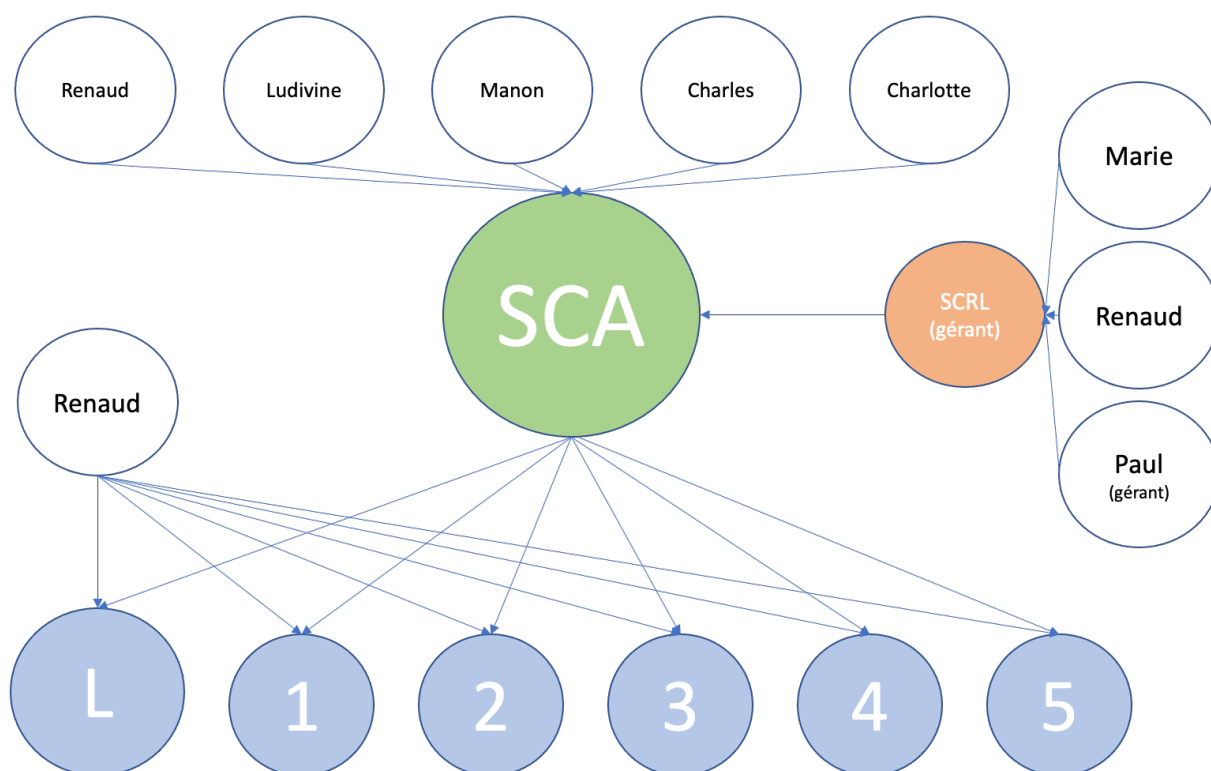 Renaud
Ludivine
Manon
Charles
Charlotte
Marie
SCA
SCRL
(gérant)
Renaud
Renaud
Paul
(gérant)
L
1
2
3
4
5